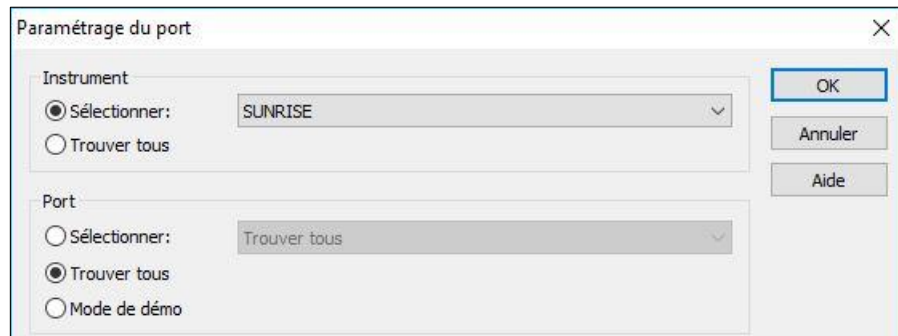 Paramétrage du port
Instrument
OK
Sélectionner: SUNRISE
Trouver tous
Annuler
Aide
Port
Sélectionner: Trouver tous
Trouver tous
Mode de démo